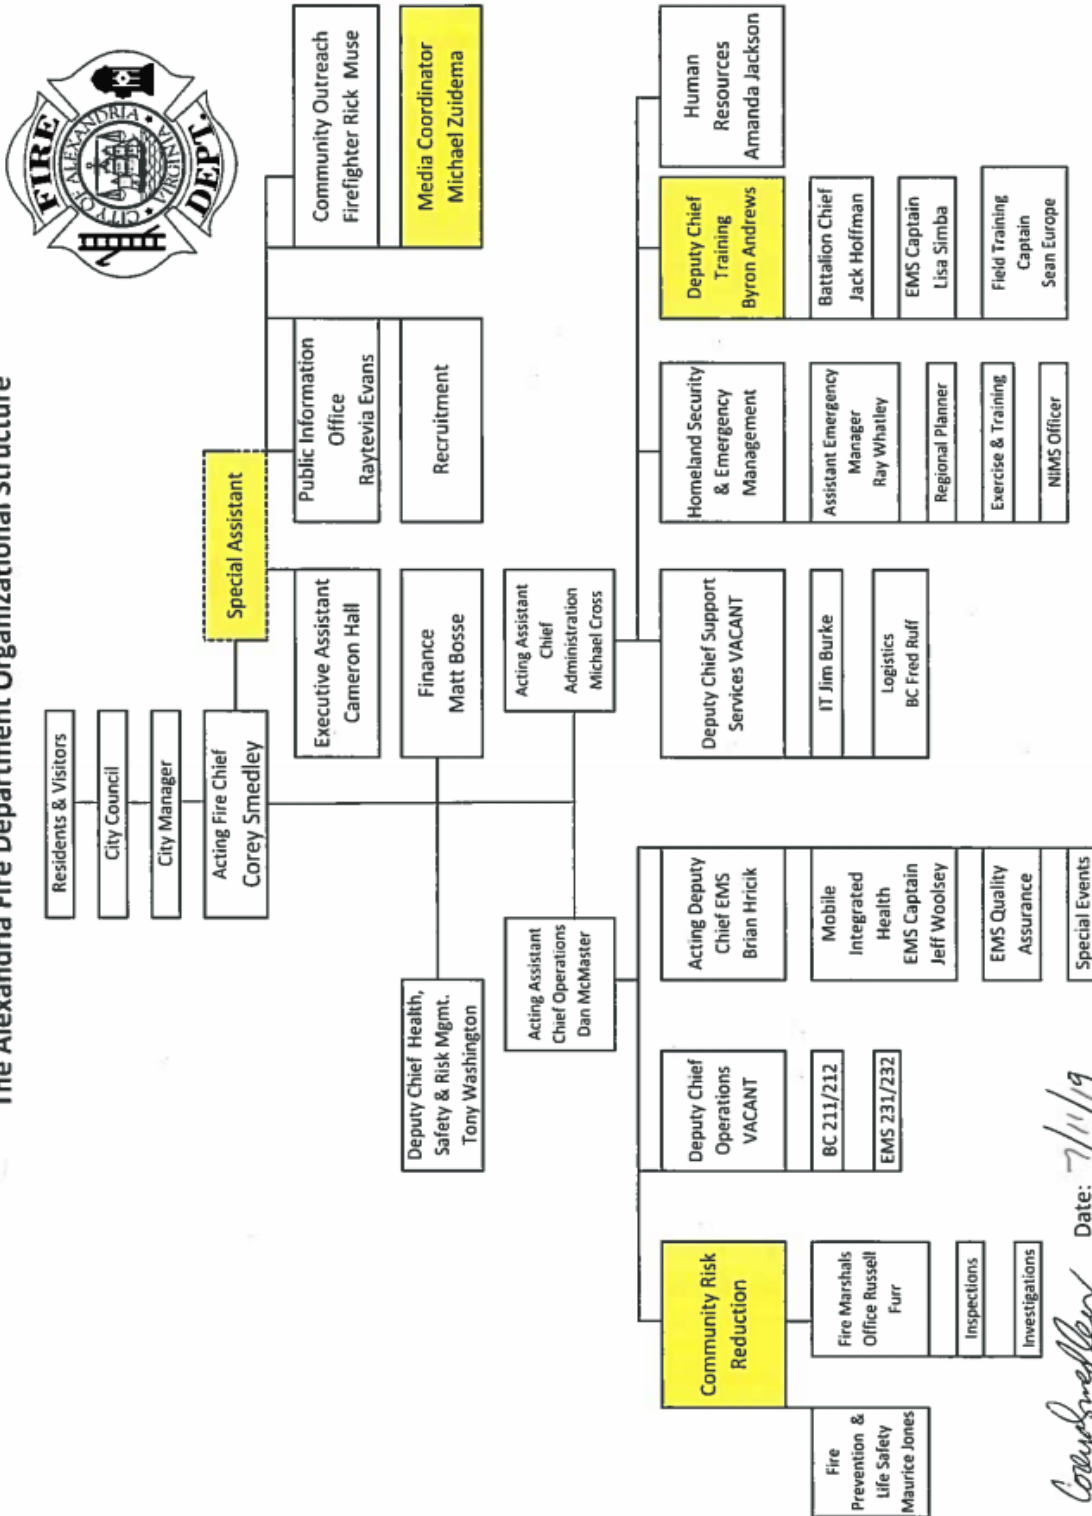 The Alexandria Fire Department Organizational Structure
FIRE
DEPT.
CITY OF ALEXANDRIA
VIRGINIA
Residents & Visitors
City Council
City Manager
Acting Fire Chief
Corey Smedley
Special Assistant
Executive Assistant
Cameron Hall
Public Information
Office
Raytevia Evans
Community Outreach
Firefighter Rick Muse
Deputy Chief Health,
Safety & Risk Mgmt.
Tony Washington
Finance
Matt Bosse
Recruitment
Media Coordinator
Michael Zuidema
Acting Assistant
Chief Operations
Dan McMaster
Acting Assistant
Chief
Administration
Michael Cross
Community Risk
Reduction
Deputy Chief
Operations
VACANT
Acting Deputy
Chief EMS
Brian Hricik
Deputy Chief Support
Services VACANT
Homeland Security
& Emergency
Management
Deputy Chief
Training
Byron Andrews
Human
Resources
Amanda Jackson
Fire
Prevention &
Life Safety
Maurice Jones
Fire Marshals
Office Russell
Furr
Inspections
Investigations
BC 211/212
EMS 231/232
Mobile
Integrated
Health
EMS Captain
Jeff Woolsey
EMS Quality
Assurance
Special Events
IT Jim Burke
Logistics
BC Fred Ruff
Assistant Emergency
Manager
Ray Whatley
Regional Planner
Exercise & Training
NIMS Officer
Battalion Chief
Jack Hoffman
EMS Captain
Lisa Simba
Field Training
Captain
Sean Europe
Corey Smedley Date: 7/11/19